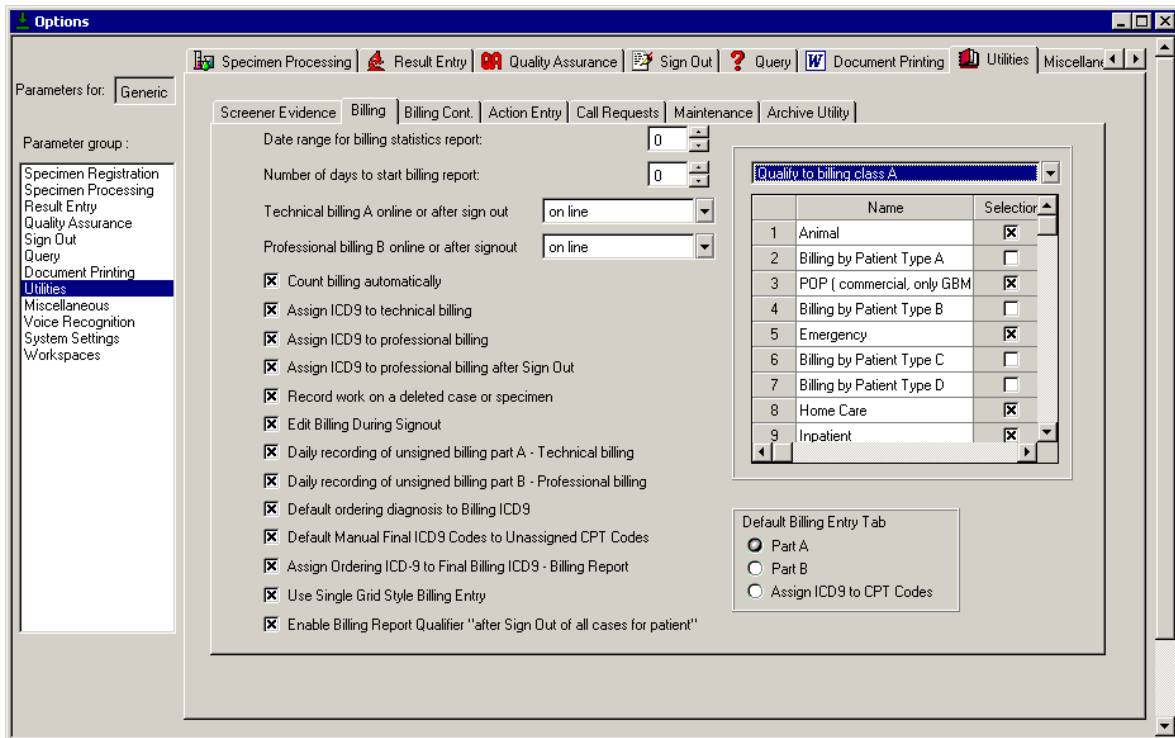 Options
Specimen Processing Result Entry Quality Assurance Sign Out Query Document Printing Utilities Miscellane
Parameters for: Generic
Screener Evidence Billing Billing Cont. Action Entry Call Requests Maintenance Archive Utility
Parameter group :
Specimen Registration
Specimen Processing
Result Entry
Quality Assurance
Sign Out
Query
Document Printing
Utilities
Miscellaneous
Voice Recognition
System Settings
Workspaces
Date range for billing statistics report: 0
Number of days to start billing report: 0
Technical billing A online or after sign out on line
Professional billing B online or after signout on line
Count billing automatically
Assign ICD9 to technical billing
Assign ICD9 to professional billing
Assign ICD9 to professional billing after Sign Out
Record work on a deleted case or specimen
Edit Billing During Signout
Daily recording of unsigned billing part A - Technical billing
Daily recording of unsigned billing part B - Professional billing
Default ordering diagnosis to Billing ICD9
Default Manual Final ICD9 Codes to Unassigned CPT Codes
Assign Ordering ICD-9 to Final Billing ICD9 - Billing Report
Use Single Grid Style Billing Entry
Enable Billing Report Qualifier "after Sign Out of all cases for patient"
Qualify to billing class A
Name Selection
1 Animal
2 Billing by Patient Type A
3 POP ( commercial, only GBM
4 Billing by Patient Type B
5 Emergency
6 Billing by Patient Type C
7 Billing by Patient Type D
8 Home Care
9 Inpatient
Default Billing Entry Tab
Part A
Part B
Assign ICD9 to CPT Codes